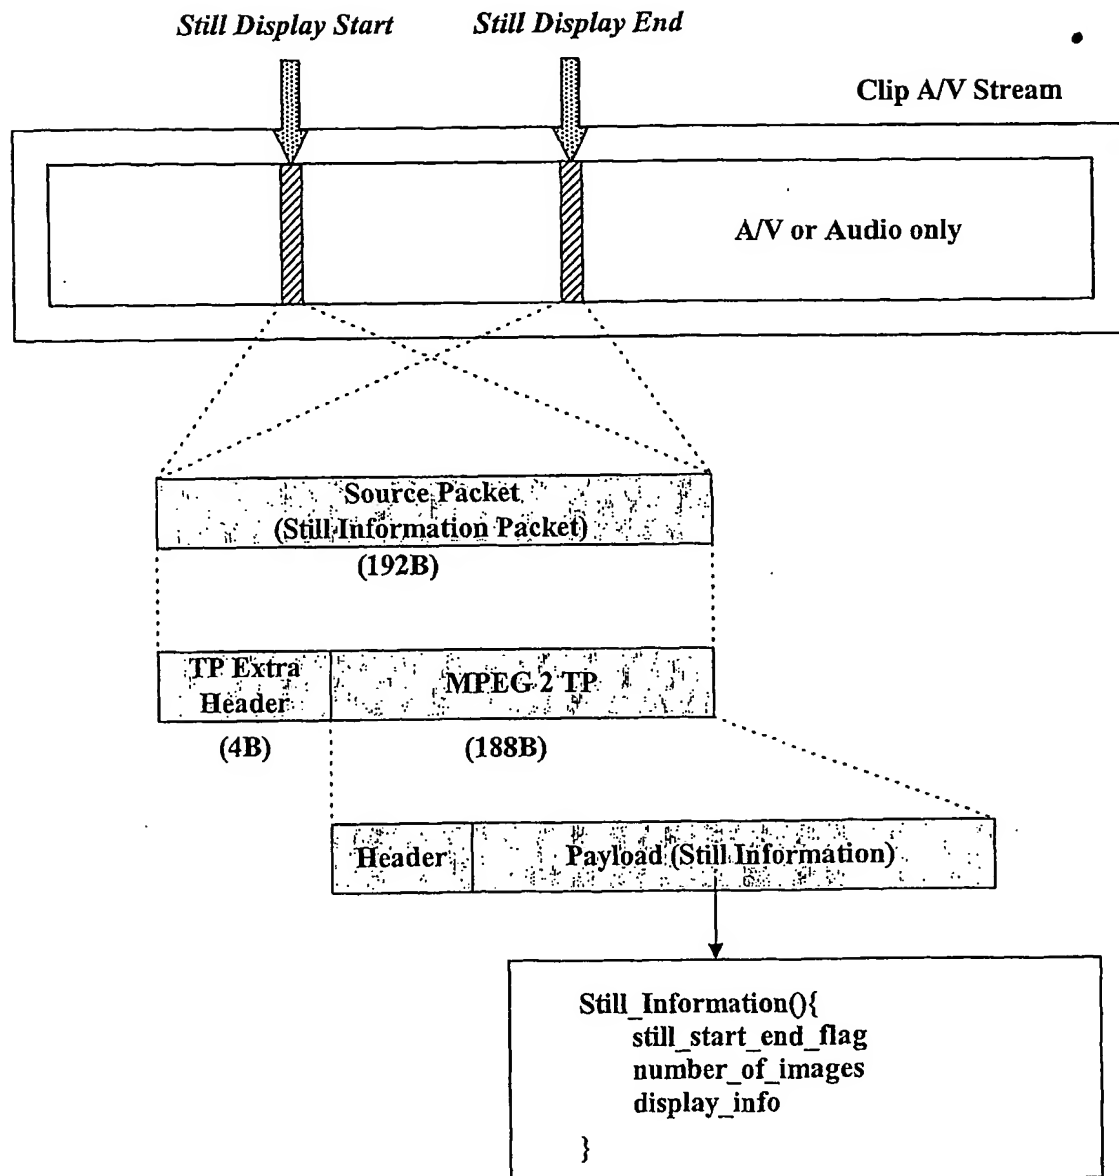 Still Display Start Still Display End
Clip A/V Stream
A/V or Audio only
Source Packet
(Still Information Packet)
(192B)
TP Extra
Header
MPEG 2 TP
(4B)
(188B)
Header
Payload (Still Information)
Still_Information(){
still_start_end_flag
number_of_images
display_info
}